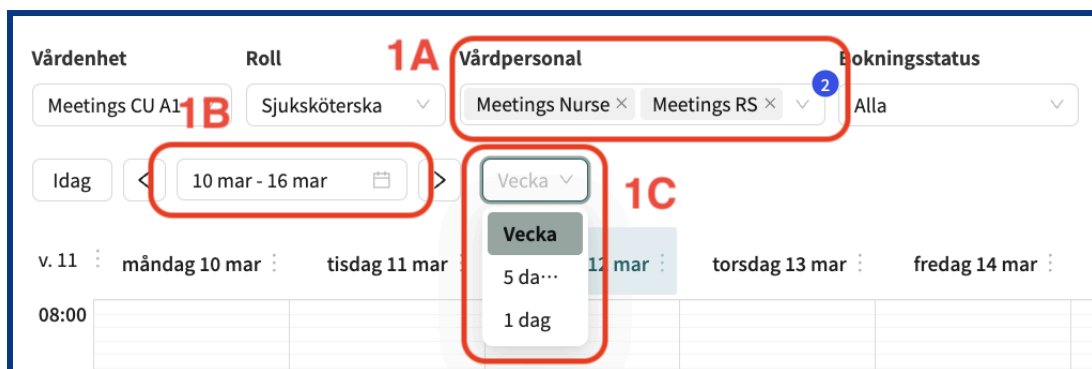 Vårdenhet Roll 1A Vårdpersonal Bokningsstatus
Meetings CU A1 1B Sjuksköterska Meetings Nurse × Meetings RS × 2 Alla
Idag < 10 mar - 16 mar > Vecka 1C
Vecka
v. 11 måndag 10 mar tisdag 11 mar 12 mar torsdag 13 mar fredag 14 mar
5 da···
08:00 1 dag